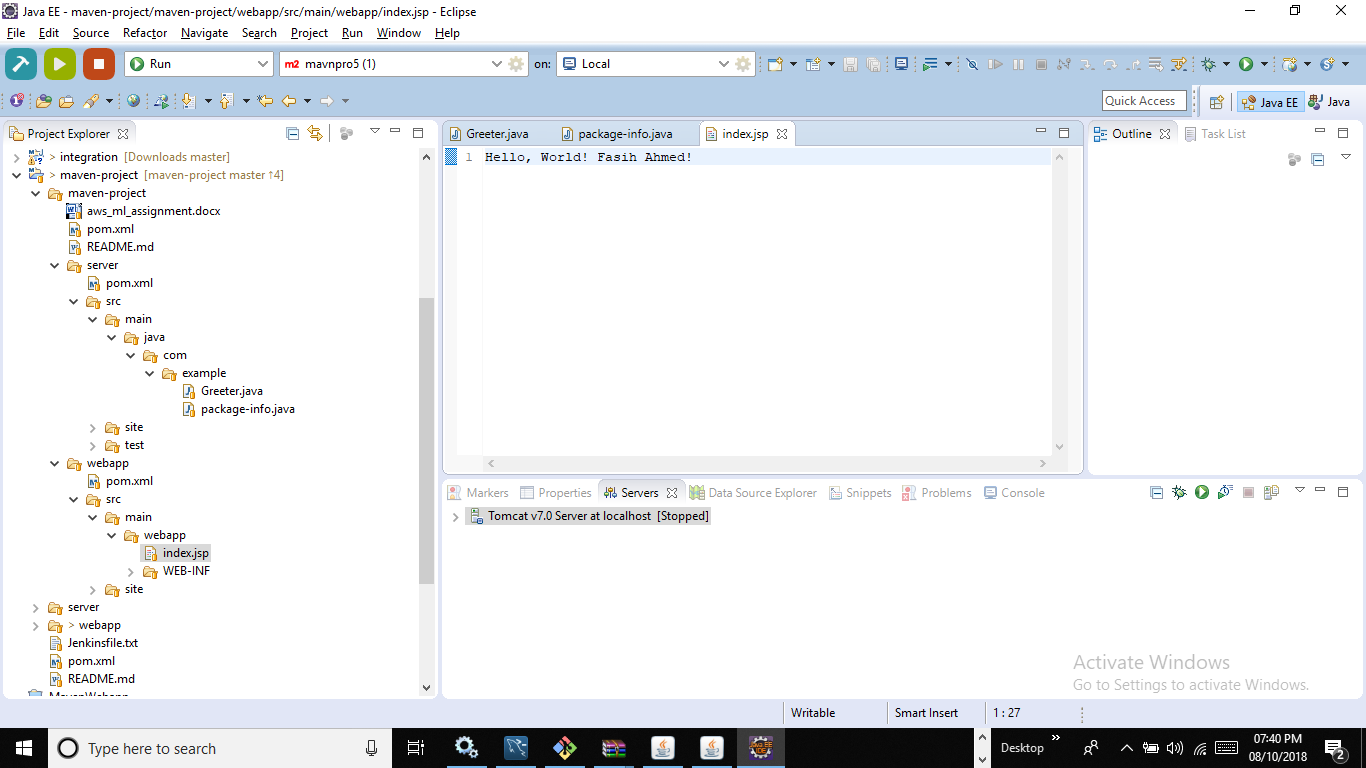 Java EE - maven-project/maven-project/webapp/src/main/webapp/index.jsp - Eclipse
File Edit Source Refactor Navigate Search Project Run Window Help
Run m2 mavnpro5 (1) on: Local
Quick Access Java EE Java
Project Explorer
Greeter.java package-info.java index.jsp
Outline Task List
> integration [Downloads master]
1 Hello, World! Fasih Ahmed!
> maven-project [maven-project master ↑4]
maven-project
aws_ml_assignment.docx
pom.xml
README.md
server
pom.xml
src
main
java
com
example
Greeter.java
package-info.java
site
test
webapp
pom.xml
src
main
webapp
index.jsp
WEB-INF
site
server
> webapp
Jenkinsfile.txt
pom.xml
README.md
MavenWebapp
Markers Properties Servers Data Source Explorer Snippets Problems Console
Tomcat v7.0 Server at localhost [Stopped]
Activate Windows
Go to Settings to activate Windows.
Writable Smart Insert 1 : 27
Type here to search
Desktop
07:40 PM
08/10/2018
2